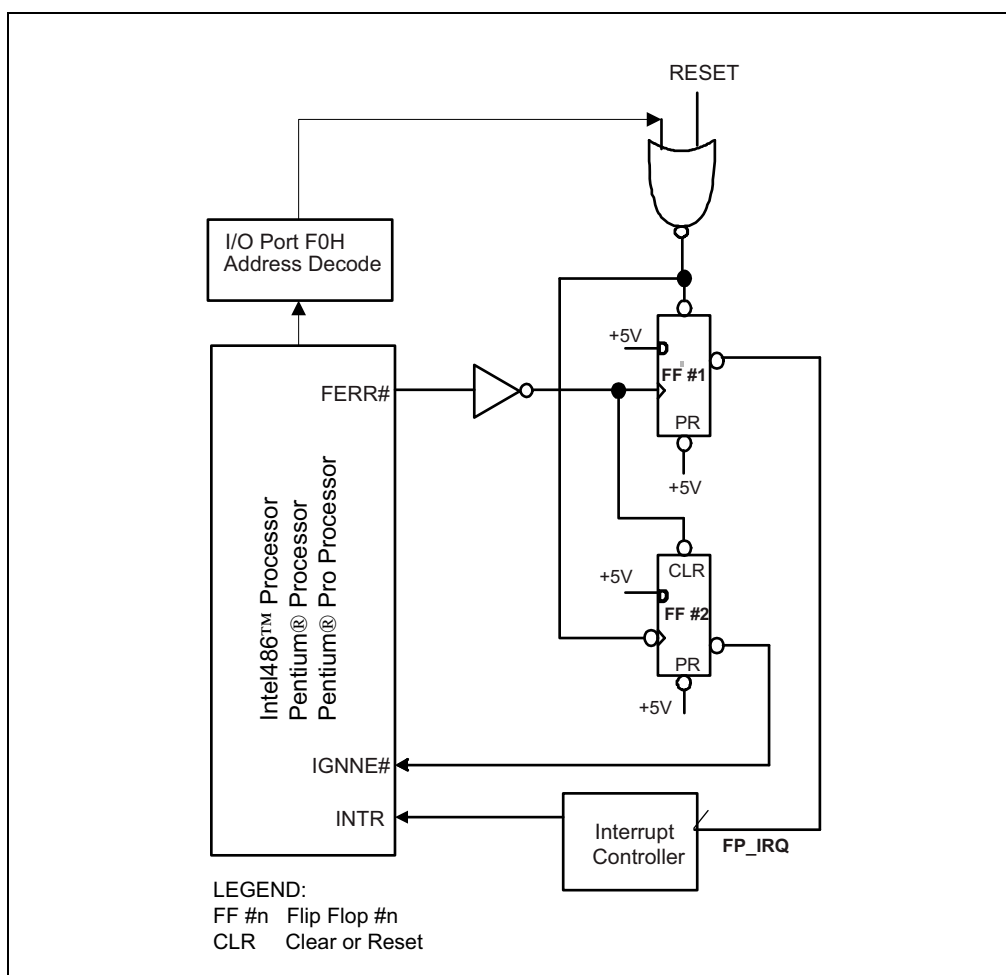 RESET
I/O Port F0H
Address Decode
+5V
FF #1
FERR#
PR
+5V
Intel486™ Processor
Pentium® Processor
Pentium® Pro Processor
CLR
+5V
FF #2
PR
+5V
IGNNE#
INTR
Interrupt
Controller
FP_IRQ
LEGEND:
FF #n Flip Flop #n
CLR Clear or Reset